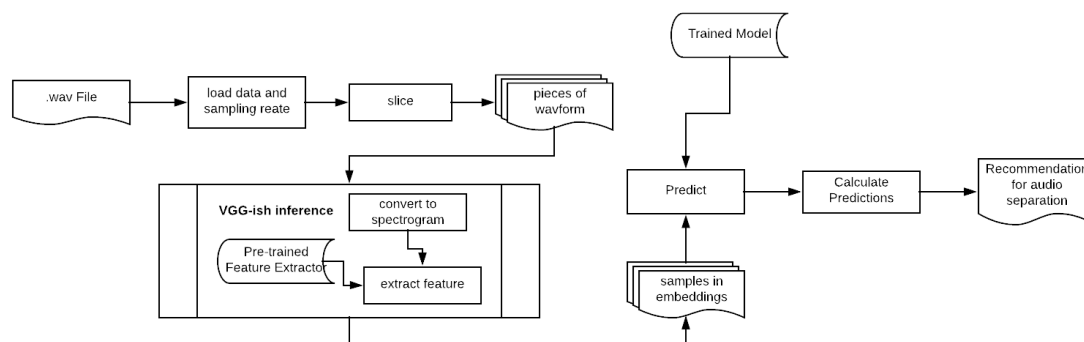 .wav File
load data and
sampling reate
slice
pieces of
wavform
VGG-ish inference
convert to
spectrogram
Pre-trained
Feature Extractor
extract feature
Trained Model
Predict
samples in
embeddings
Calculate
Predictions
Recommendation
for audio
separation